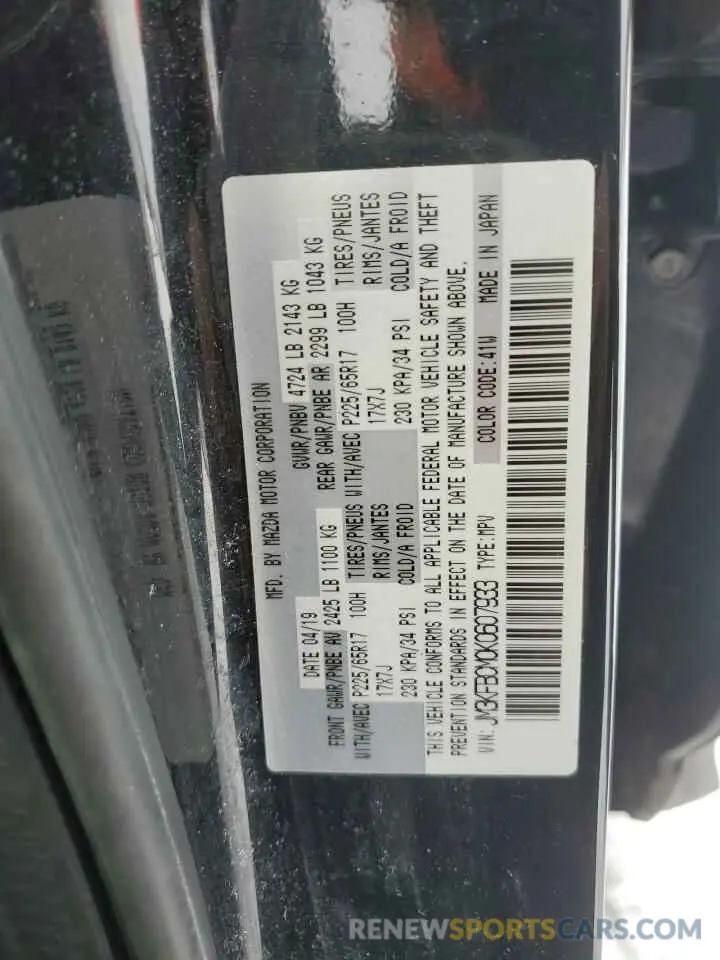 MFD. BY MAZDA MOTOR CORPORATION
DATE 04/19 GVWR/PNBV 4724 LB 2143 KG
FRONT GAWR/PNBE AV 2425 LB 1100 KG REAR GAWR/PNBE AR 2299 LB 1043 KG
WITH/AVEC P225/65R17 100H TIRES/PNEUS WITH/AVEC P225/65R17 100H TIRES/PNEUS
17X7J RIMS/JANTES 17X7J RIMS/JANTES
230 KPA/34 PSI COLD/A FROID 230 KPA/34 PSI COLD/A FROID
THIS VEHICLE CONFORMS TO ALL APPLICABLE FEDERAL MOTOR VEHICLE SAFETY AND THEFT
PREVENTION STANDARDS IN EFFECT ON THE DATE OF MANUFACTURE SHOWN ABOVE.
VIN: JM3KFBCM0K0607933 TYPE:MPV COLOR CODE:41W MADE IN JAPAN
RENEWSPORTSCARS.COM